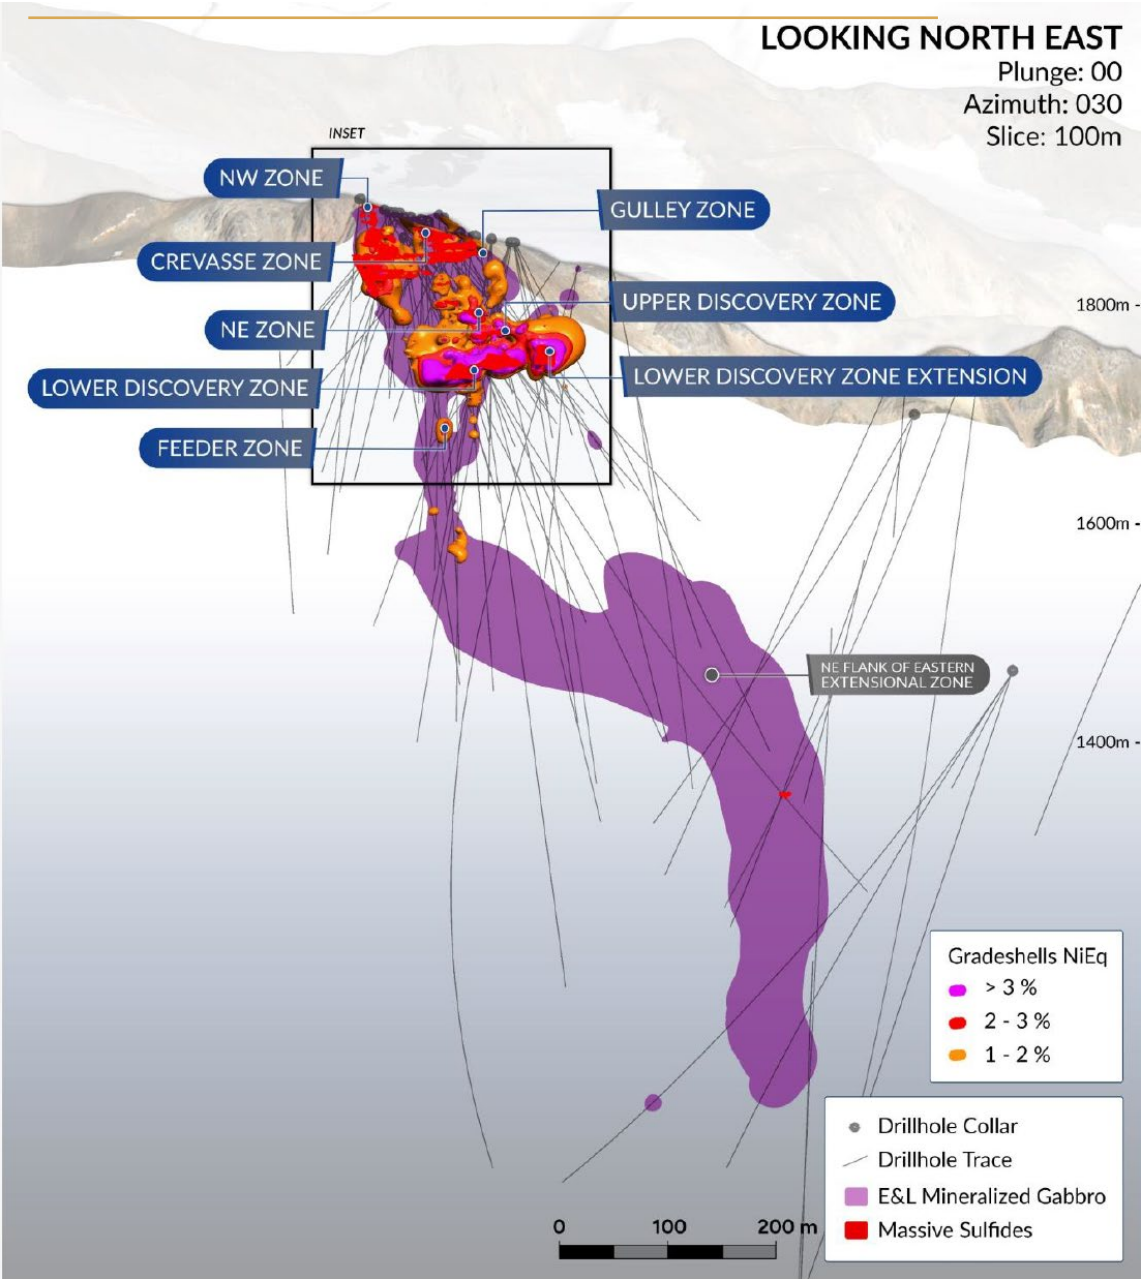 LOOKING NORTH EAST
Plunge: 00
Azimuth: 030
Slice: 100m
INSET
NW ZONE
GULLEY ZONE
CREVASSE ZONE
UPPER DISCOVERY ZONE
1800m -
NE ZONE
LOWER DISCOVERY ZONE
LOWER DISCOVERY ZONE EXTENSION
FEEDER ZONE
1600m -
NE FLANK OF EASTERN
EXTENSIONAL ZONE
1400m -
Gradeshells NiEq
> 3 %
2 - 3 %
1 - 2 %
Drillhole Collar
Drillhole Trace
E&L Mineralized Gabbro
Massive Sulfides
0 100 200 m